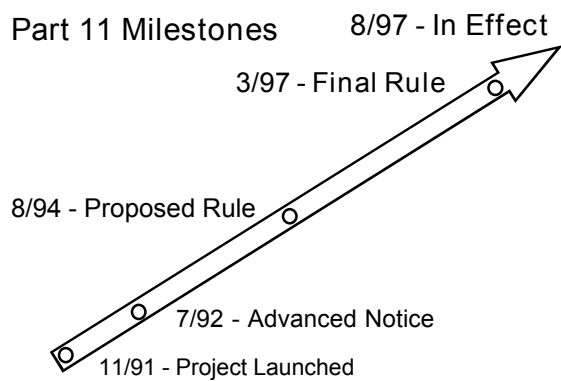 Part 11 Milestones
8/97 - In Effect
3/97 - Final Rule
8/94 - Proposed Rule
7/92 - Advanced Notice
11/91 - Project Launched